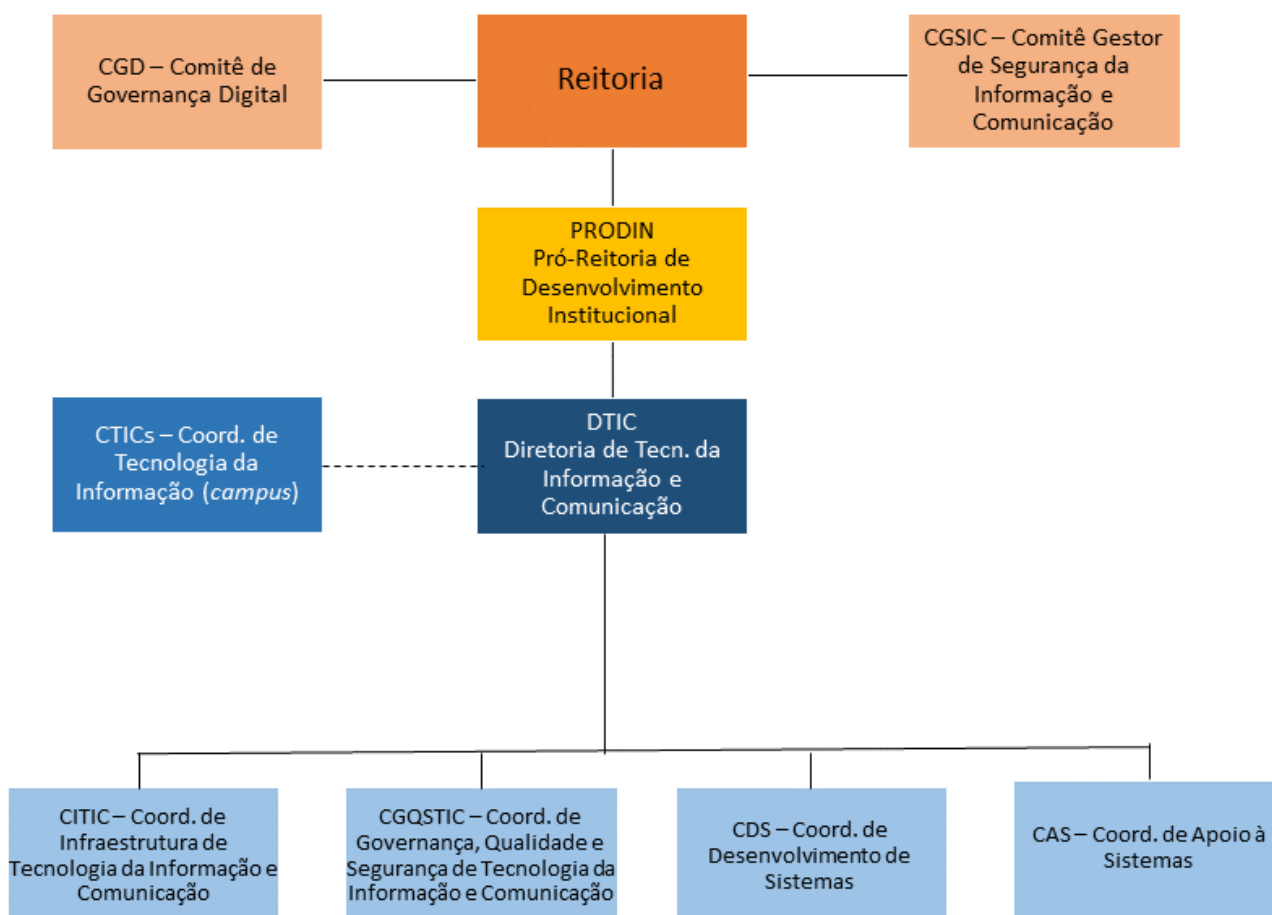 CGD – Comitê de
Governança Digital
Reitoria
CGSIC – Comitê Gestor
de Segurança da
Informação e
Comunicação
PRODIN
Pró-Reitoria de
Desenvolvimento
Institucional
CTICs – Coord. de
Tecnologia da
Informação (campus)
DTIC
Diretoria de Tecn. da
Informação e
Comunicação
CITIC – Coord. de
Infraestrutura de
Tecnologia da Informação e
Comunicação
CGQSTIC – Coord. de
Governança, Qualidade e
Segurança de Tecnologia da
Informação e Comunicação
CDS – Coord. de
Desenvolvimento de
Sistemas
CAS – Coord. de Apoio à
Sistemas